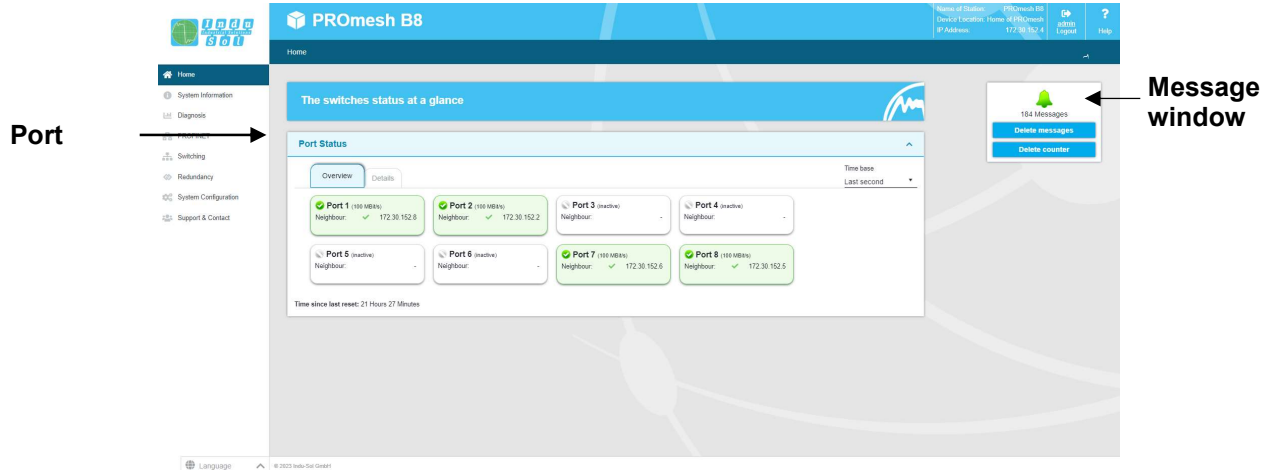 Indu
Industrial Solutions
Sol
PROmesh B8
Name of Station: PROmesh B8
Device Location: Home of PROmesh
IP Address: 172.30.152.4
admin
Logout
?
Help
Home
Home
System Information
Diagnosis
PROFINET
Switching
Redundancy
System Configuration
Support & Contact
The switches status at a glance
184 Messages
Delete messages
Delete counter
Message
window
Port
Port Status
Overview
Details
Time base
Last second
Port 1 (100 MBit/s)
Neighbour: 172.30.152.8
Port 2 (100 MBit/s)
Neighbour: 172.30.152.2
Port 3 (inactive)
Neighbour: -
Port 4 (inactive)
Neighbour: -
Port 5 (inactive)
Neighbour: -
Port 6 (inactive)
Neighbour: -
Port 7 (100 MBit/s)
Neighbour: 172.30.152.6
Port 8 (100 MBit/s)
Neighbour: 172.30.152.5
Time since last reset: 21 Hours 27 Minutes
Language
© 2023 Indu-Sol GmbH